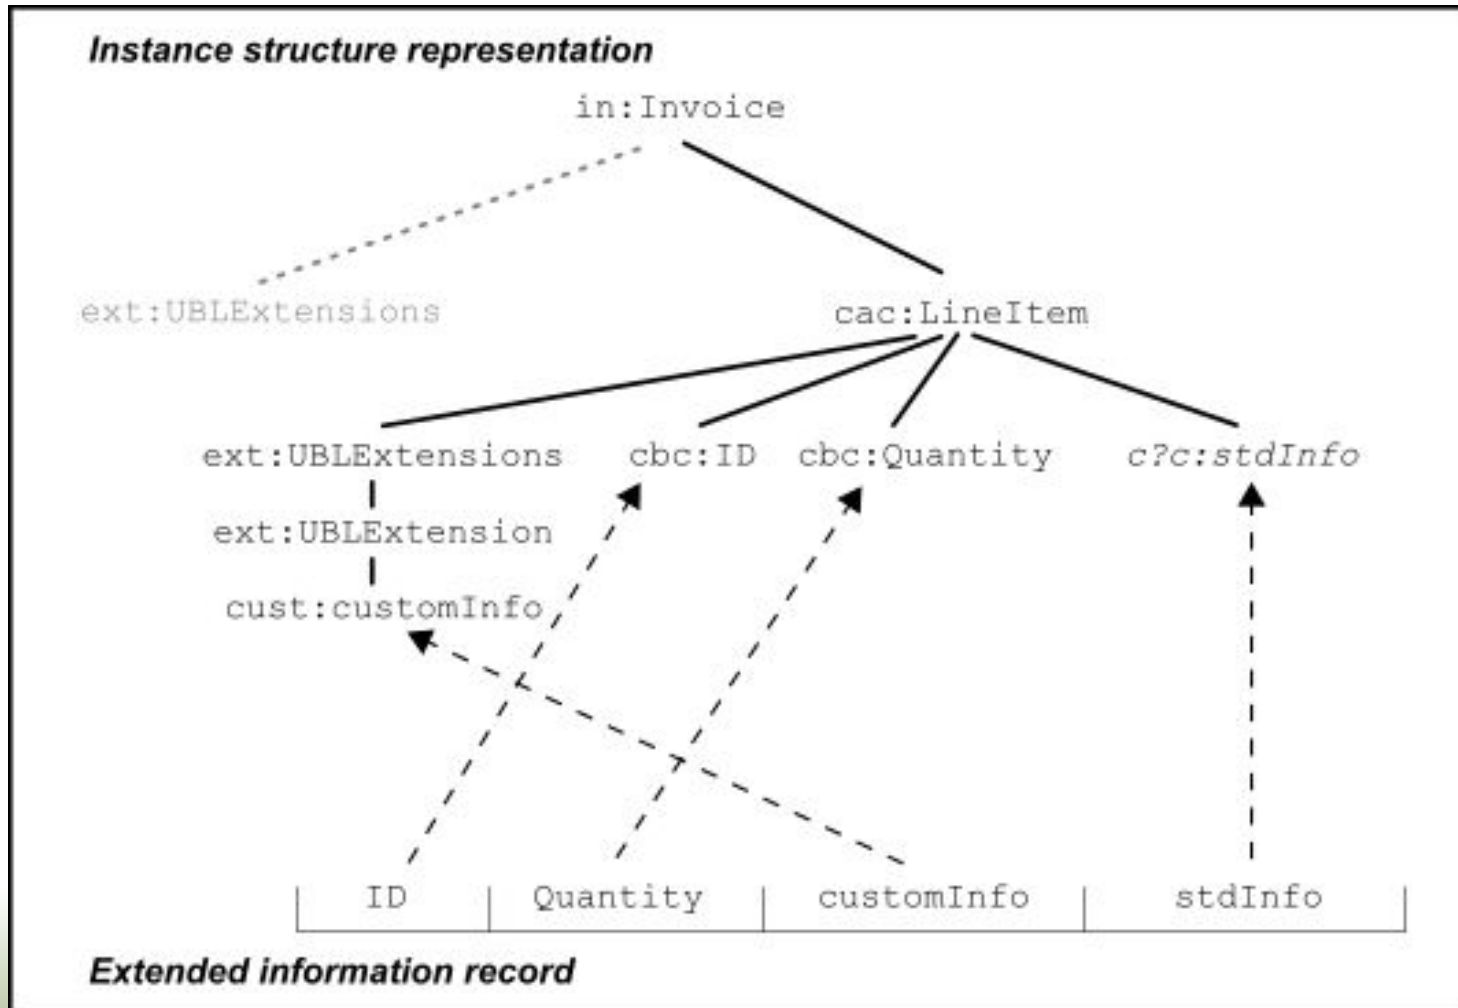 Instance structure representation
in:Invoice
ext:UBLExtensions cac:LineItem
ext:UBLExtensions cbc:ID cbc:Quantity c?c:stdInfo
ext:UBLExtension
cust:customInfo
ID Quantity customInfo stdInfo
Extended information record